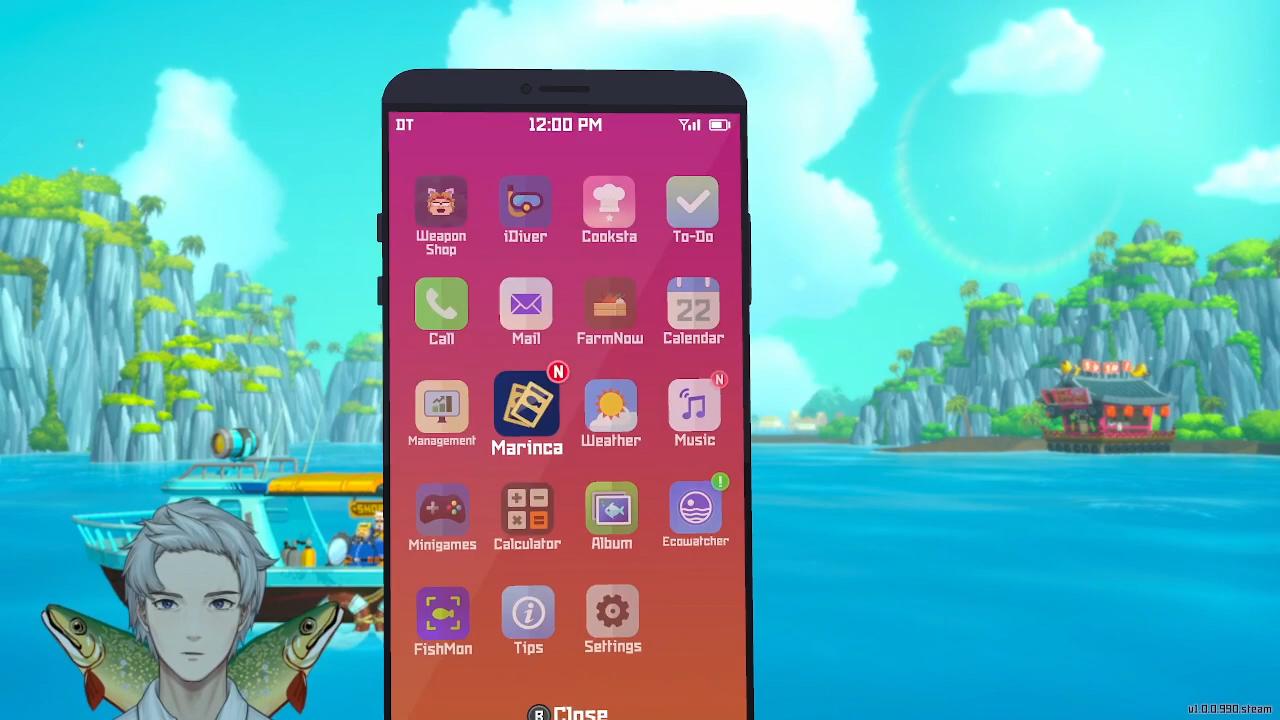 DT 12:00 PM
Weapon Shop
iDiver
Cooksta
To-Do
Call
Mail
FarmNow
22
Calendar
Management
N
Marinca
Weather
N
Music
Minigames
Calculator
Album
!
Ecowatcher
FishMon
Tips
Settings
B Close
v1.0.0.990.steam